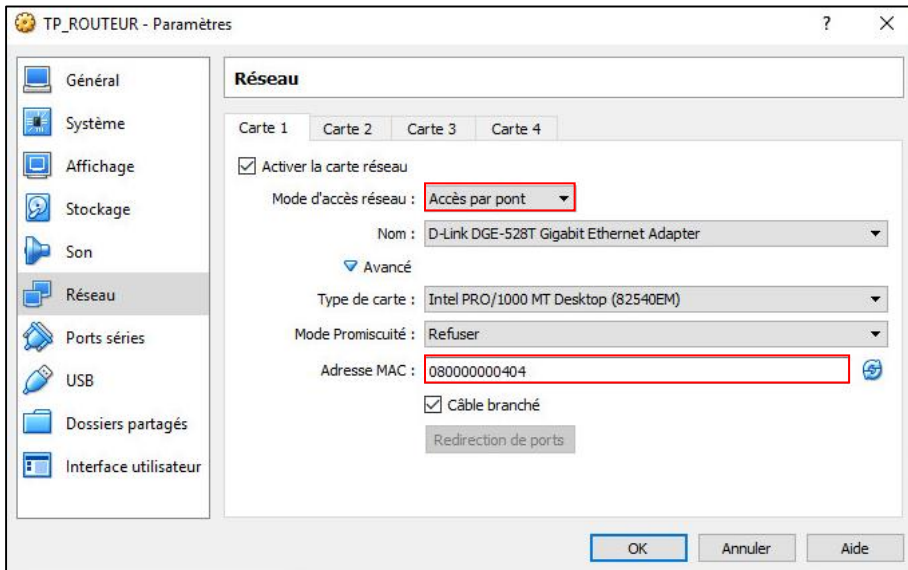 TP_ROUTEUR - Paramètres
?
Général
Système
Affichage
Stockage
Son
Réseau
Ports séries
USB
Dossiers partagés
Interface utilisateur
Réseau
Carte 1
Carte 2
Carte 3
Carte 4
Activer la carte réseau
Mode d'accès réseau : Accès par pont
Nom : D-Link DGE-528T Gigabit Ethernet Adapter
Avancé
Type de carte : Intel PRO/1000 MT Desktop (82540EM)
Mode Promiscuité : Refuser
Adresse MAC : 080000000404
Câble branché
Redirection de ports
OK
Annuler
Aide